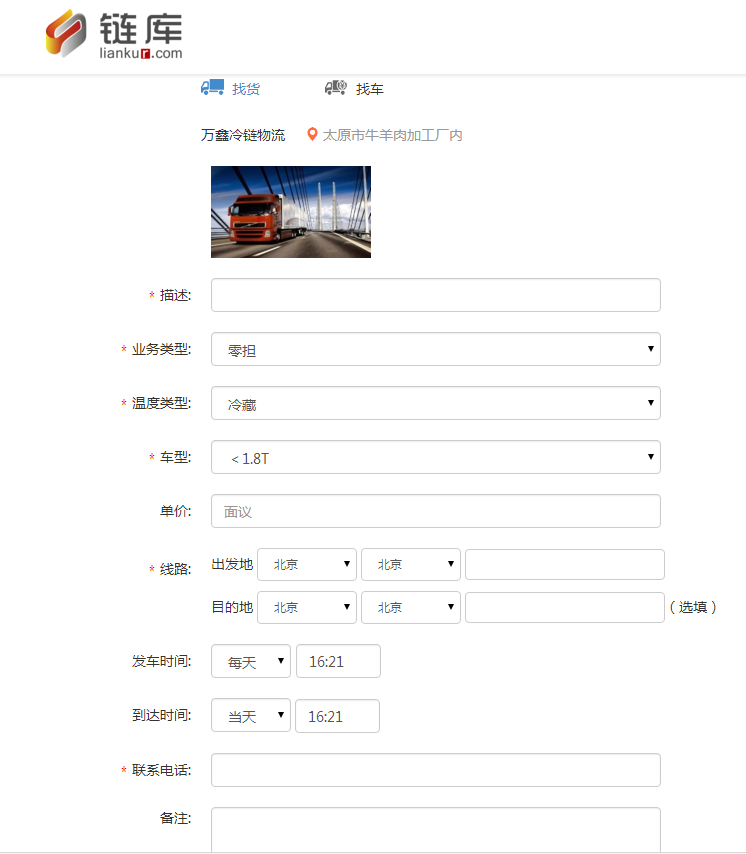 链库
liankur.com
找货 找车
万鑫冷链物流 太原市牛羊肉加工厂内
* 描述:
* 业务类型: 零担
* 温度类型: 冷藏
* 车型: < 1.8T
单价: 面议
* 线路: 出发地 北京 北京
目的地 北京 北京 ( 选填 )
发车时间: 每天 16:21
到达时间: 当天 16:21
* 联系电话:
备注: